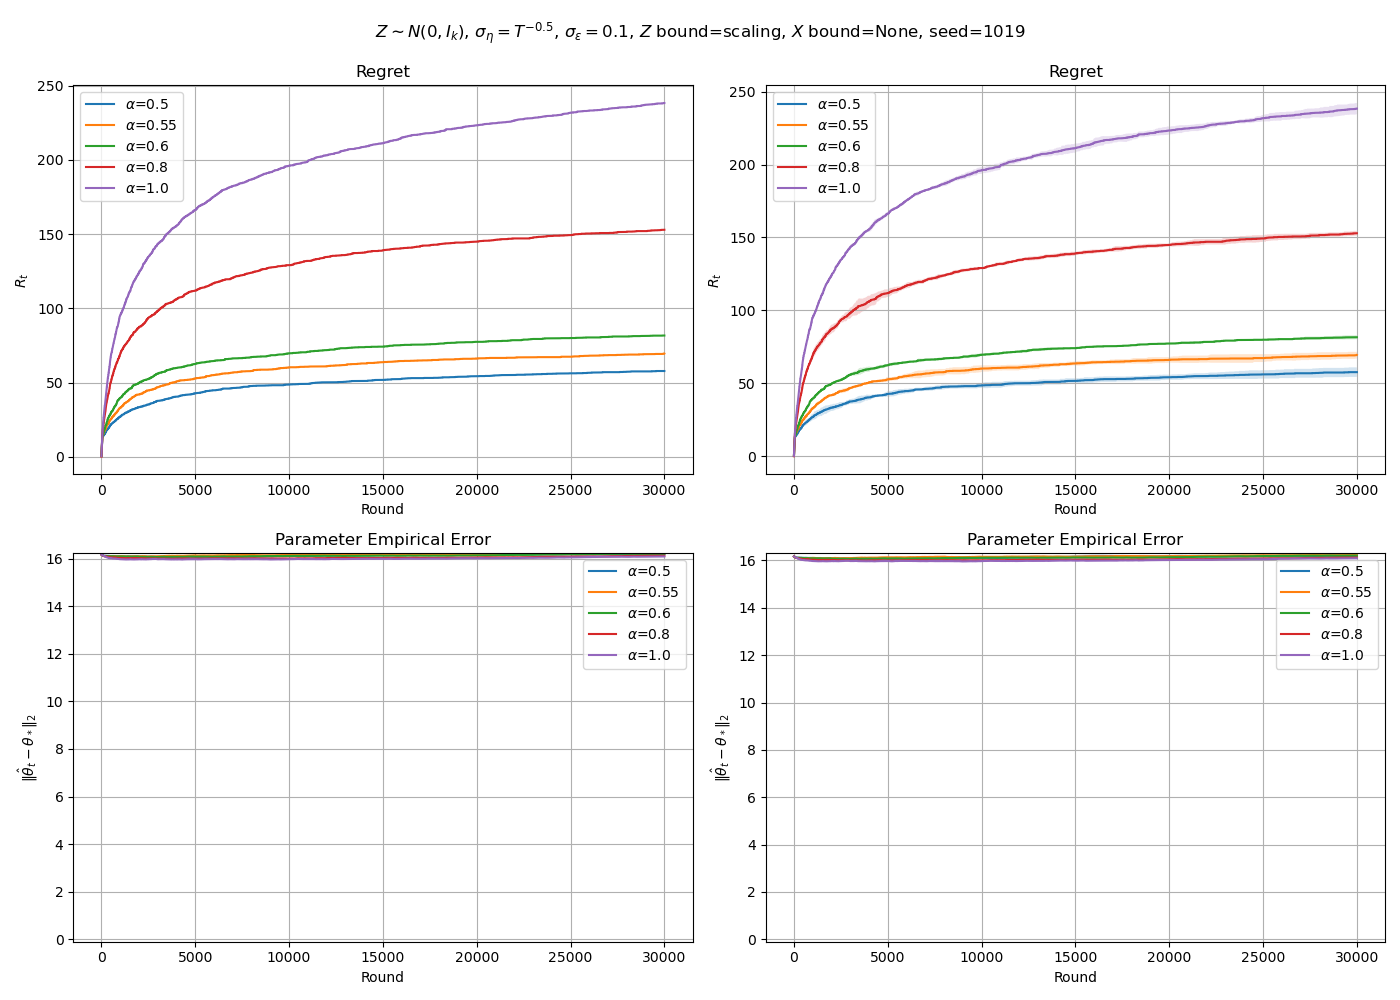 Z ~ N(0, I_k), σ_η = T^{-0.5}, σ_ε = 0.1, Z bound=scaling, X bound=None, seed=1019
Regret
250
200
150
100
50
0
R_t
α=0.5
α=0.55
α=0.6
α=0.8
α=1.0
0 5000 10000 15000 20000 25000 30000
Round
Regret
250
200
150
100
50
0
R_t
α=0.5
α=0.55
α=0.6
α=0.8
α=1.0
0 5000 10000 15000 20000 25000 30000
Round
Parameter Empirical Error
16
14
12
10
8
6
4
2
0
‖θ̂_t − θ_*‖_2
α=0.5
α=0.55
α=0.6
α=0.8
α=1.0
0 5000 10000 15000 20000 25000 30000
Round
Parameter Empirical Error
16
14
12
10
8
6
4
2
0
‖θ̂_t − θ_*‖_2
α=0.5
α=0.55
α=0.6
α=0.8
α=1.0
0 5000 10000 15000 20000 25000 30000
Round